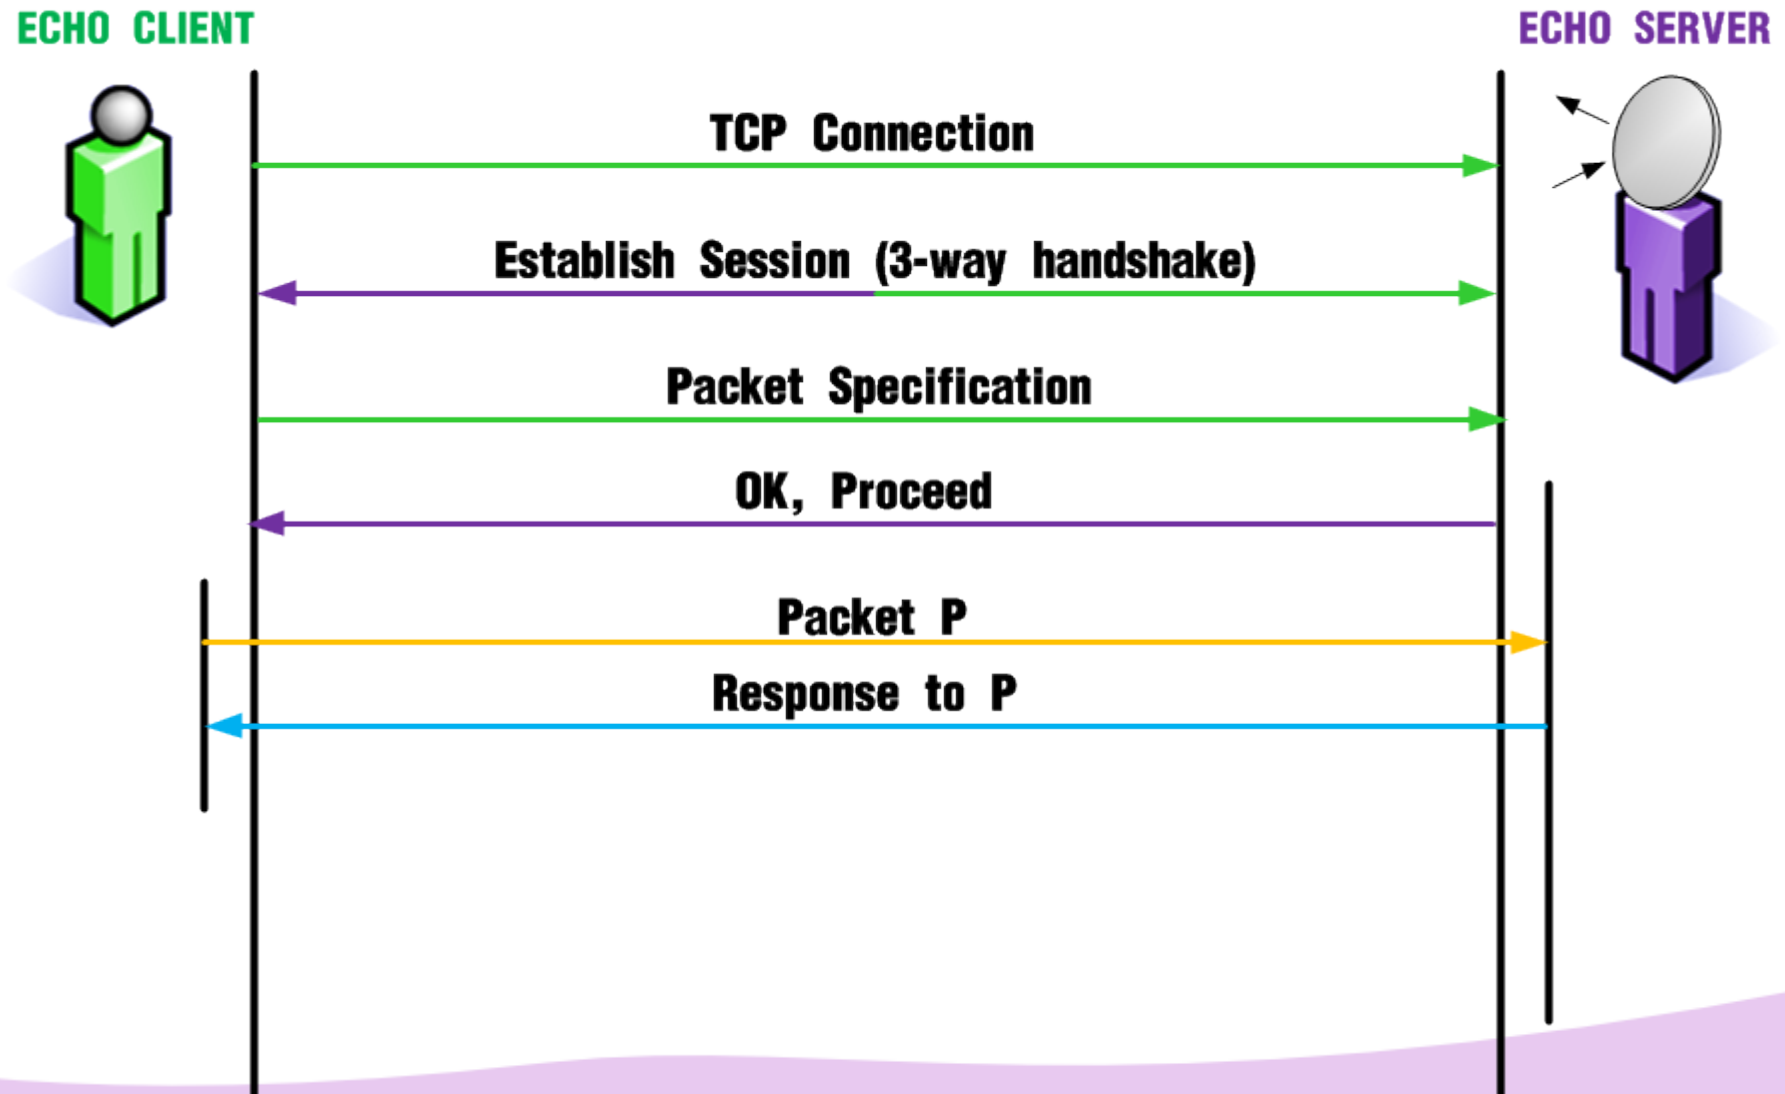 ECHO CLIENT
ECHO SERVER
TCP Connection
Establish Session (3-way handshake)
Packet Specification
OK, Proceed
Packet P
Response to P